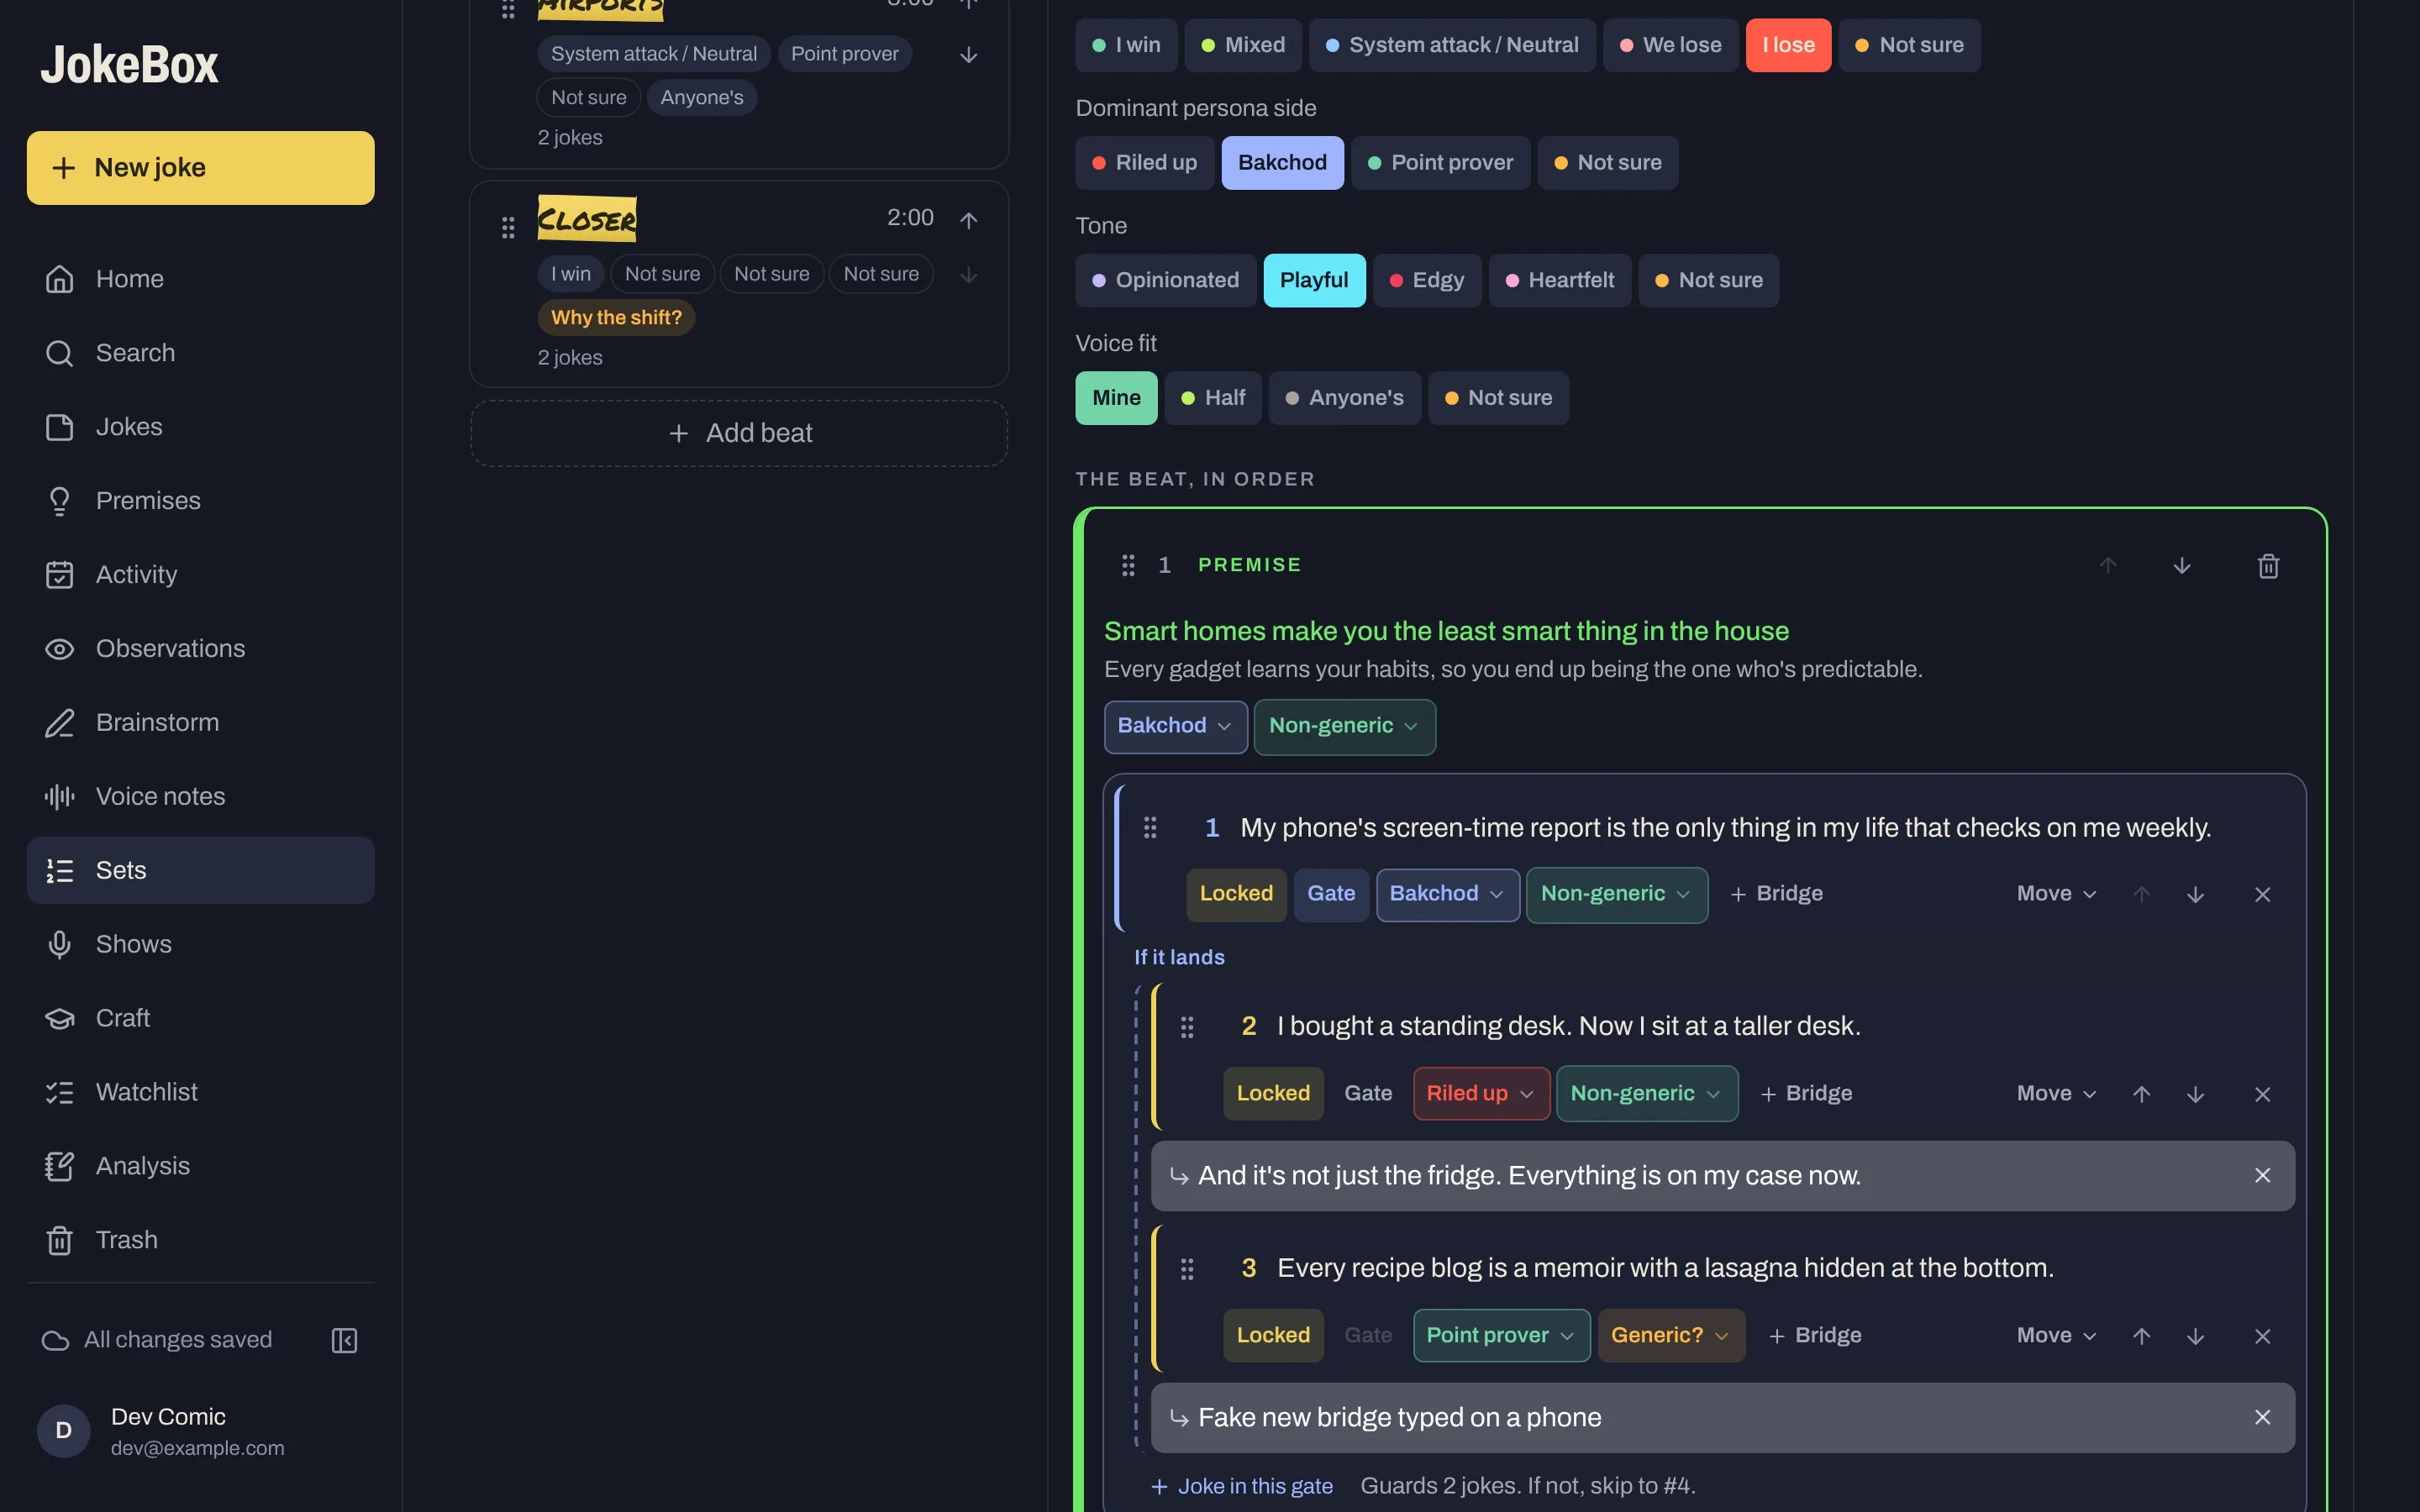 JokeBox
New joke
Home
Search
Jokes
Premises
Activity
Observations
Brainstorm
Voice notes
Sets
Shows
Craft
Watchlist
Analysis
Trash
All changes saved
D
Dev Comic
dev@example.com
AIRPORTS
System attack / Neutral Point prover
Not sure Anyone's
2 jokes
CLOSER 2:00
I win Not sure Not sure Not sure
Why the shift?
2 jokes
+ Add beat
I win Mixed System attack / Neutral We lose I lose Not sure
Dominant persona side
Riled up Bakchod Point prover Not sure
Tone
Opinionated Playful Edgy Heartfelt Not sure
Voice fit
Mine Half Anyone's Not sure
THE BEAT, IN ORDER
1 PREMISE
Smart homes make you the least smart thing in the house
Every gadget learns your habits, so you end up being the one who's predictable.
Bakchod Non-generic
1 My phone's screen-time report is the only thing in my life that checks on me weekly.
Locked Gate Bakchod Non-generic + Bridge Move
If it lands
2 I bought a standing desk. Now I sit at a taller desk.
Locked Gate Riled up Non-generic + Bridge Move
And it's not just the fridge. Everything is on my case now.
3 Every recipe blog is a memoir with a lasagna hidden at the bottom.
Locked Gate Point prover Generic? + Bridge Move
Fake new bridge typed on a phone
+ Joke in this gate Guards 2 jokes. If not, skip to #4.